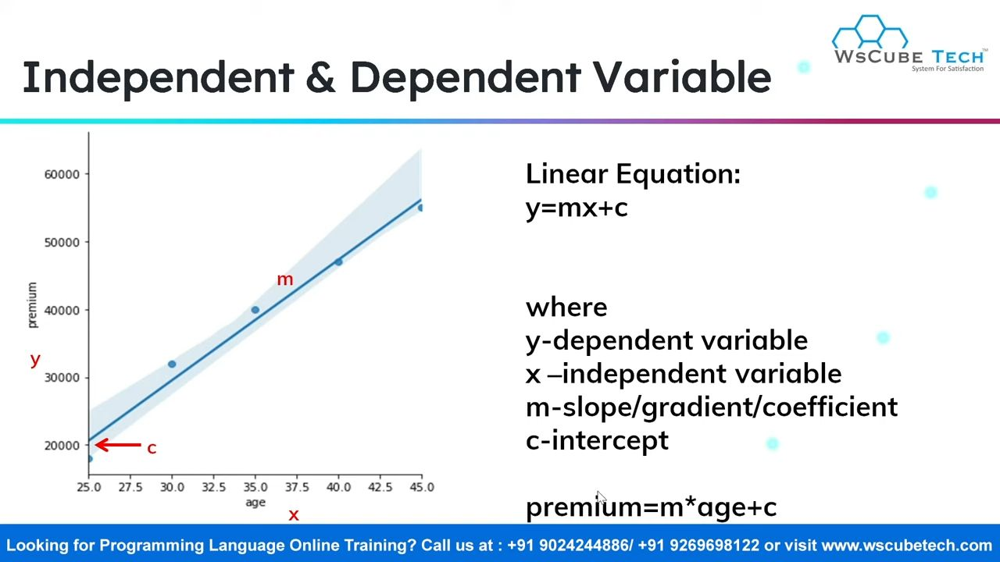 WsCube Tech™
System For Satisfaction
Independent & Dependent Variable
60000
50000
40000
30000
20000
premium
y
m
c
25.0 27.5 30.0 32.5 35.0 37.5 40.0 42.5 45.0
age
x
Linear Equation:
y=mx+c
where
y-dependent variable
x –independent variable
m-slope/gradient/coefficient
c-intercept
premium=m*age+c
Looking for Programming Language Online Training? Call us at : +91 9024244886/ +91 9269698122 or visit www.wscubetech.com